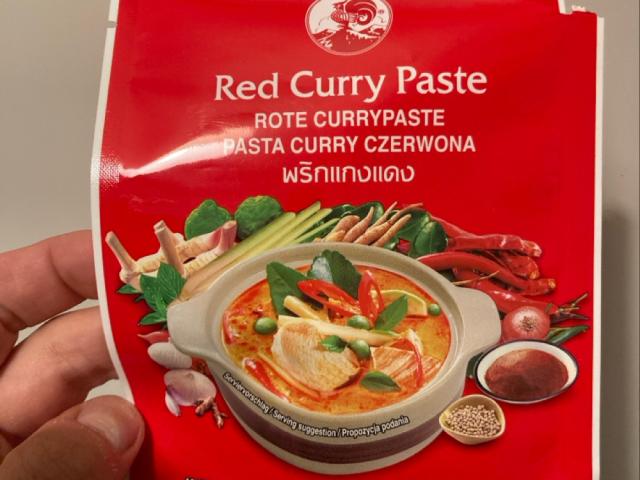 Red Curry Paste
ROTE CURRYPASTE
PASTA CURRY CZERWONA
พริกแกงแดง
Serviervorschlag / Serving suggestion / Propozycja podania